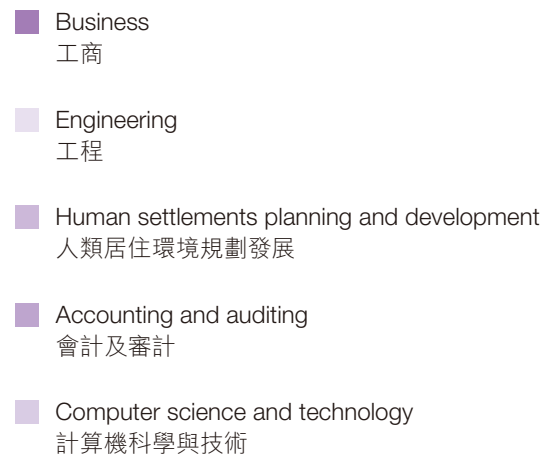 Business
工商
Engineering
工程
Human settlements planning and development
人類居住環境規劃發展
Accounting and auditing
會計及審計
Computer science and technology
計算機科學與技術